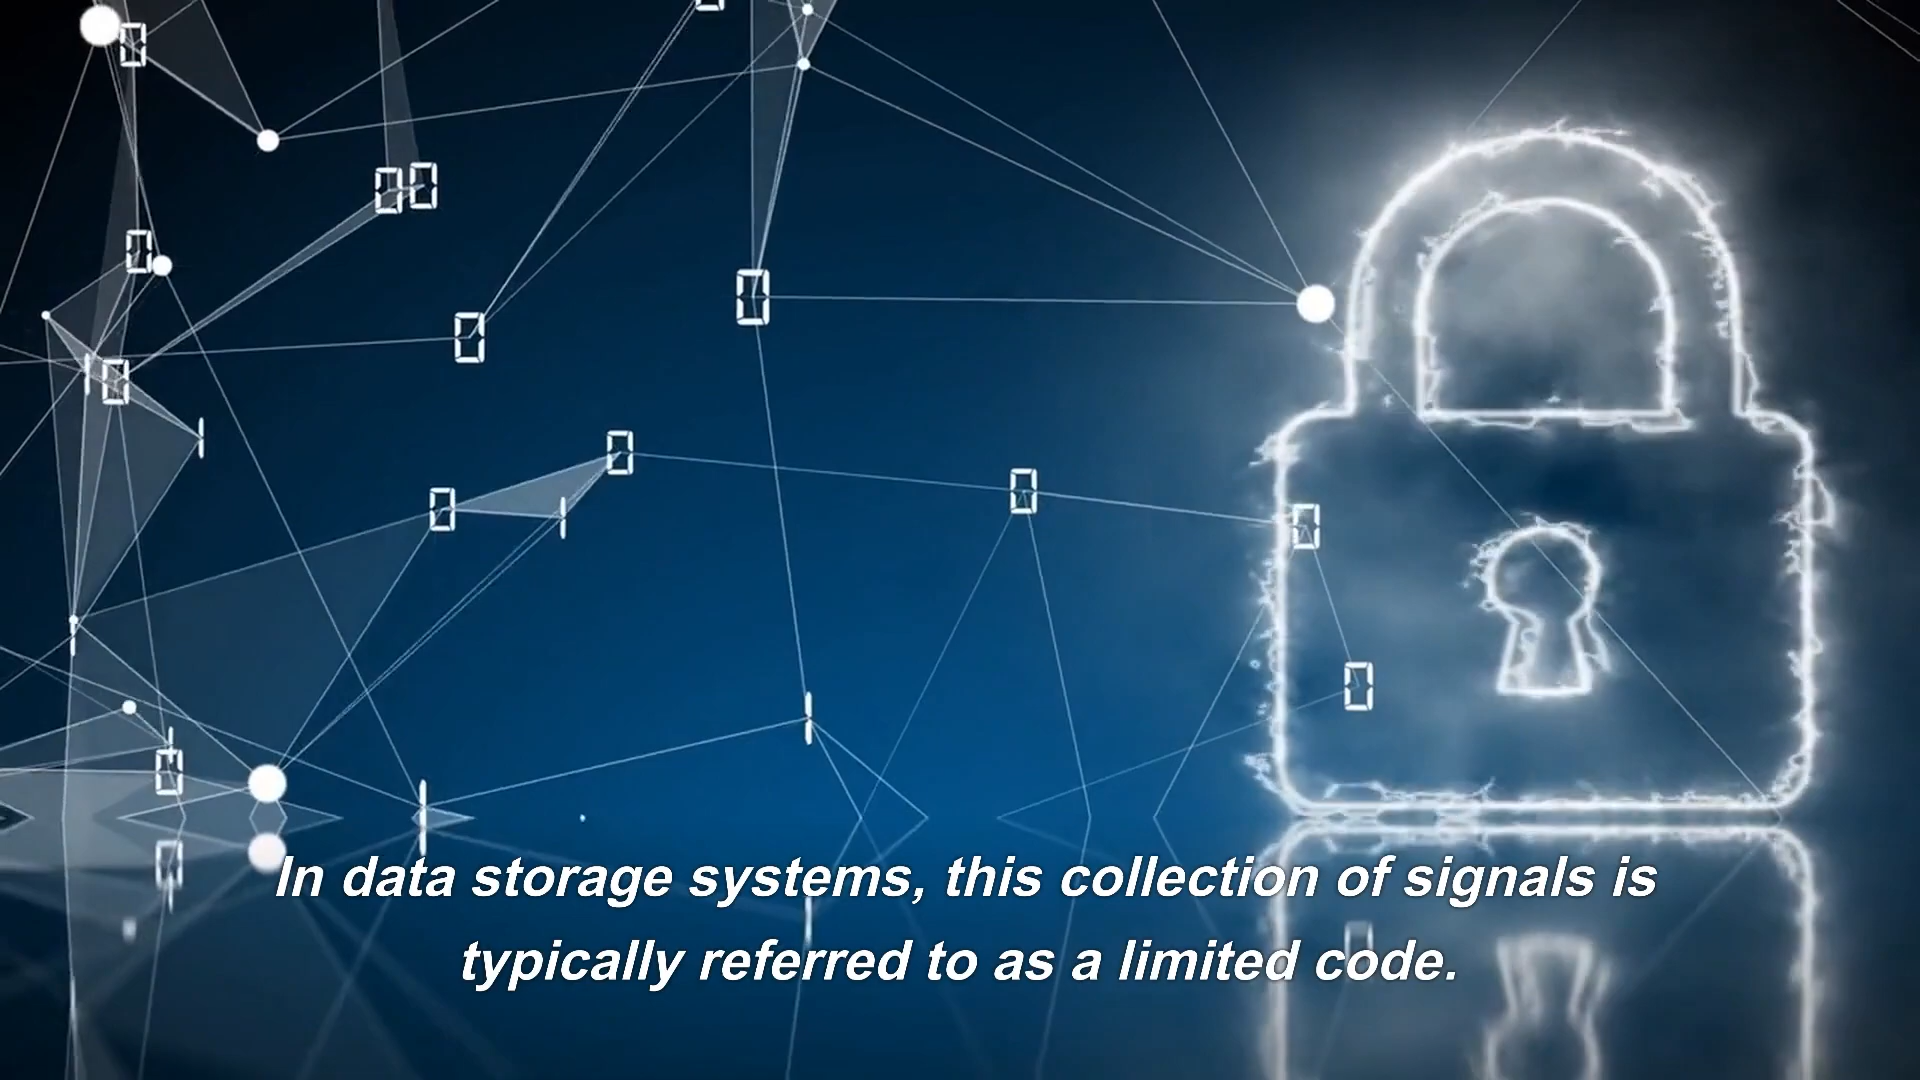 In data storage systems, this collection of signals is
typically referred to as a limited code.